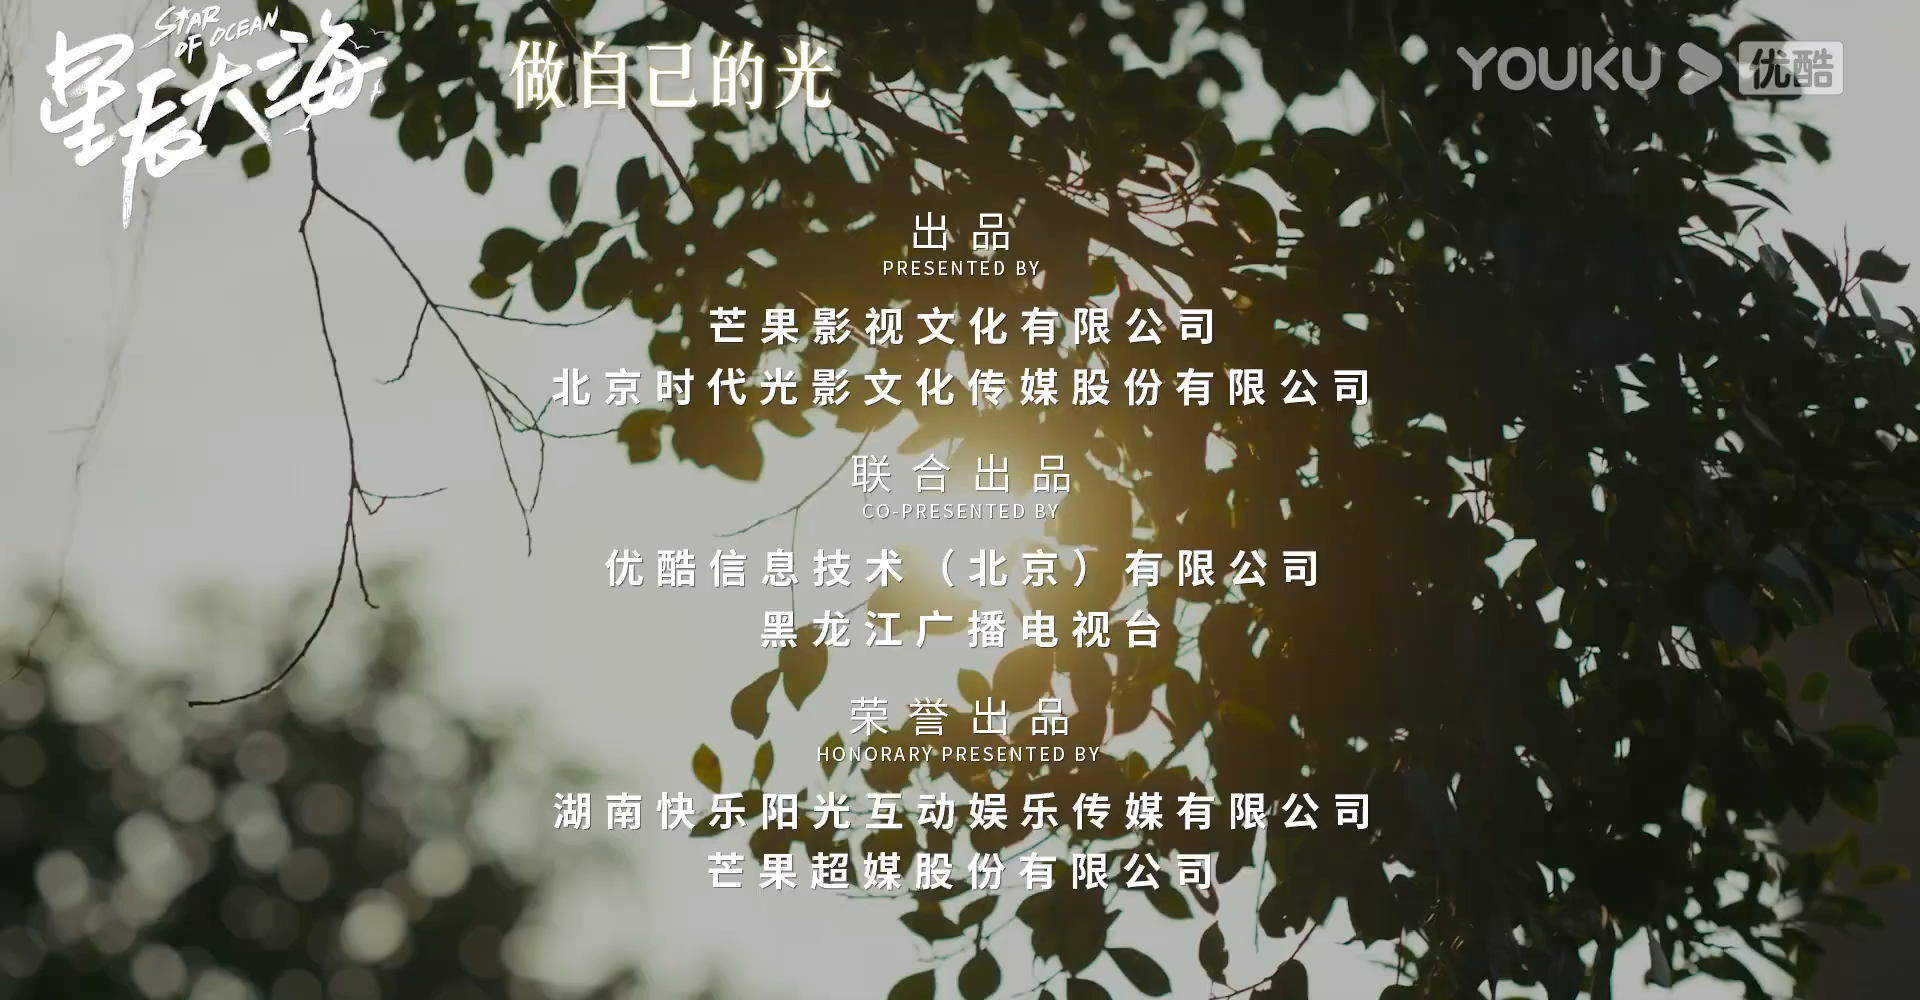 STAR OF OCEAN
星辰大海
做自己的光
YOUKU 优酷
出品
PRESENTED BY
芒果影视文化有限公司
北京时代光影文化传媒股份有限公司
联合出品
CO-PRESENTED BY
优酷信息技术（北京）有限公司
黑龙江广播电视台
荣誉出品
HONORARY PRESENTED BY
湖南快乐阳光互动娱乐传媒有限公司
芒果超媒股份有限公司